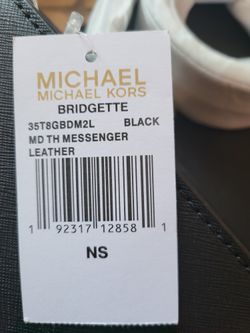 MICHAEL
MICHAEL KORS
BRIDGETTE
35T8GBDM2L BLACK
MD TH MESSENGER
LEATHER
1 92317 12858 1
NS